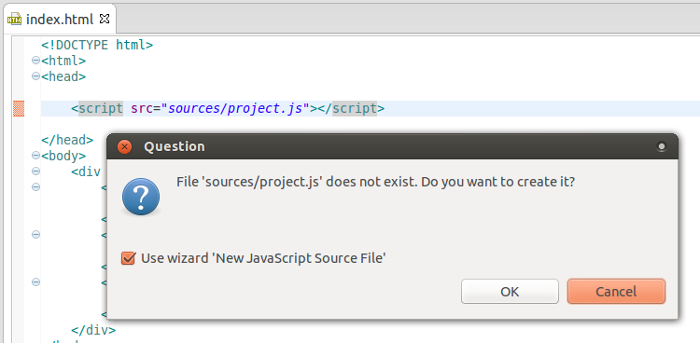 index.html
<!DOCTYPE html>
<html>
<head>
<script src="sources/project.js"></script>
</head>
<body>
<div
<
<
<
<
<
<
</div>
Question
File 'sources/project.js' does not exist. Do you want to create it?
Use wizard 'New JavaScript Source File'
OK Cancel